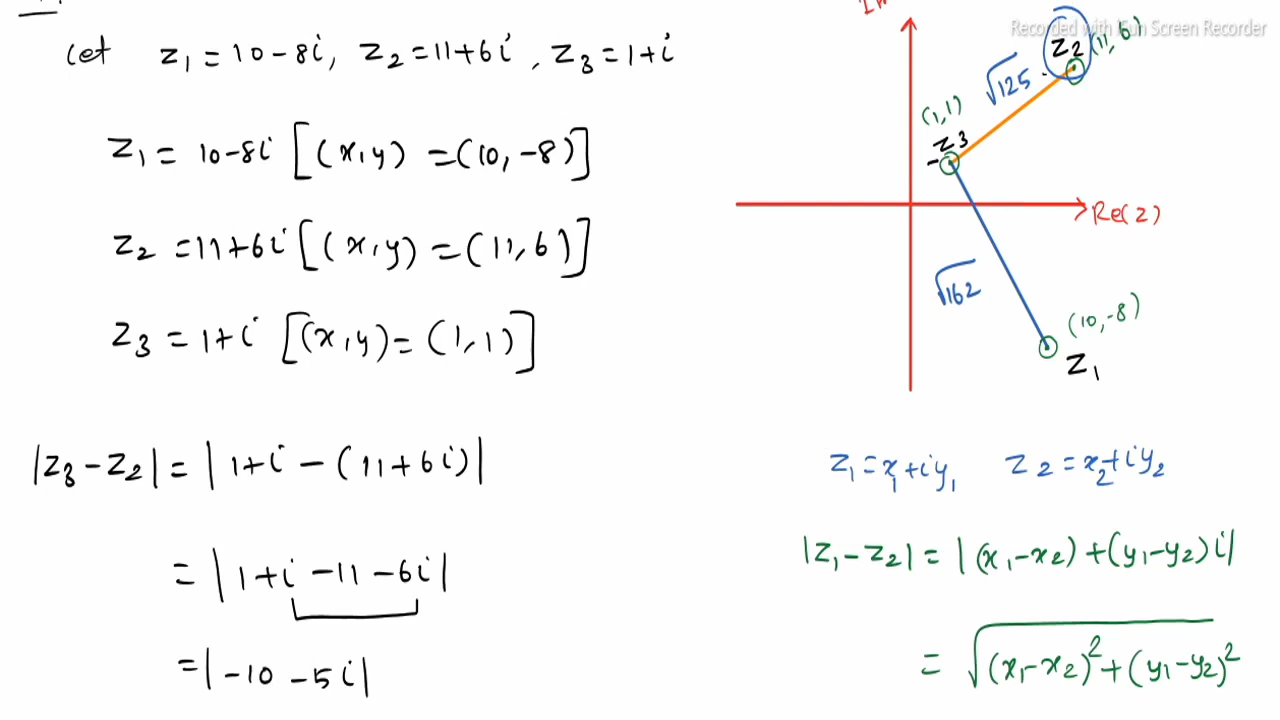 Let z₁ = 10-8i, z₂ = 11+6i, z₃ = 1+i
z₁ = 10-8i [(x,y) = (10,-8)]
z₂ = 11+6i [(x,y) = (11,6)]
z₃ = 1+i [(x,y) = (1,1)]
|z₃ - z₂| = |1+i - (11+6i)|
= |1+i -11 -6i|
= |-10 -5i|
Recorded with iFun Screen Recorder
z₂ (11,6)
√125
(1,1)
z₃
Re(z)
√162
(10,-8)
z₁
z₁ = x₁+iy₁ z₂ = x₂+iy₂
|z₁-z₂| = |(x₁-x₂)+(y₁-y₂)i|
= √(x₁-x₂)²+(y₁-y₂)²